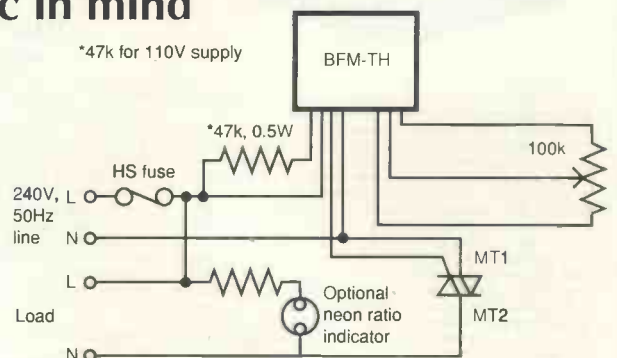 c in mind
*47k for 110V supply
BFM-TH
*47k, 0.5W
100k
HS fuse
240V, L
50Hz
line N
MT1
L
MT2
Load
Optional
neon ratio
indicator
N